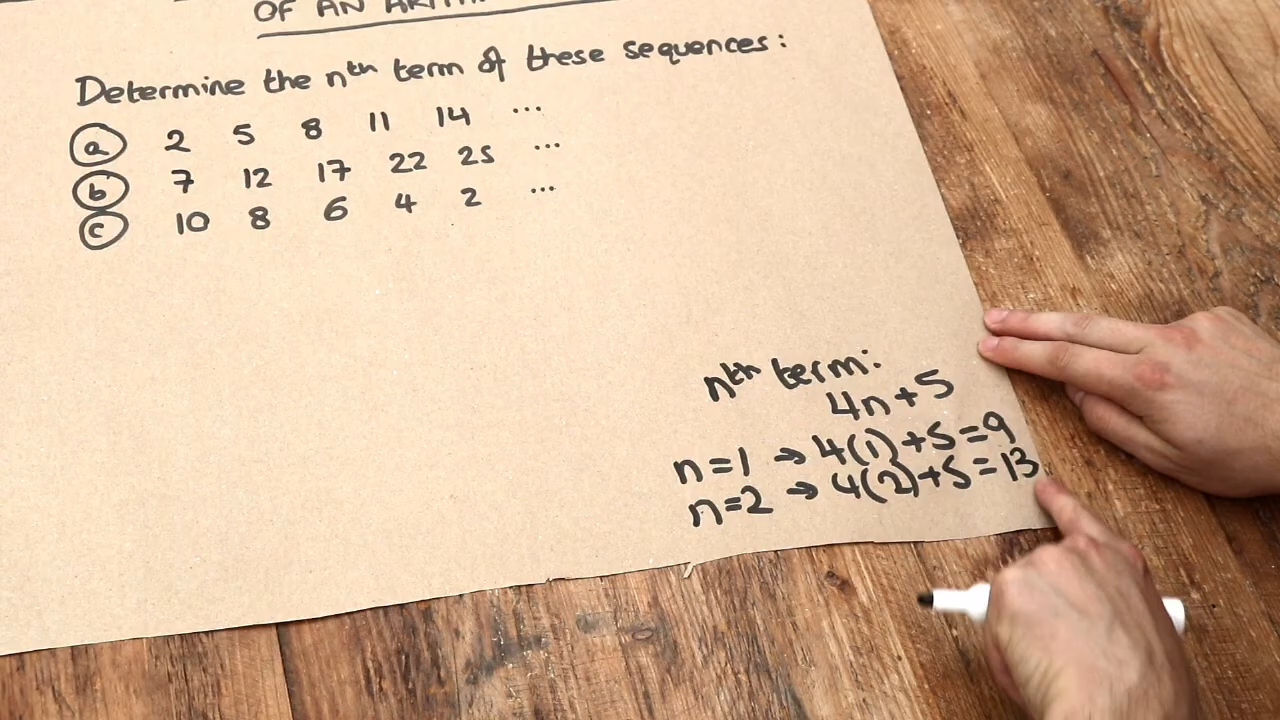 OF AN
Determine the nth term of these sequences:
a 2 5 8 11 14 ...
b 7 12 17 22 25 ...
c 10 8 6 4 2 ...
nth term:
4n+5
n=1 → 4(1)+5=9
n=2 → 4(2)+5=13